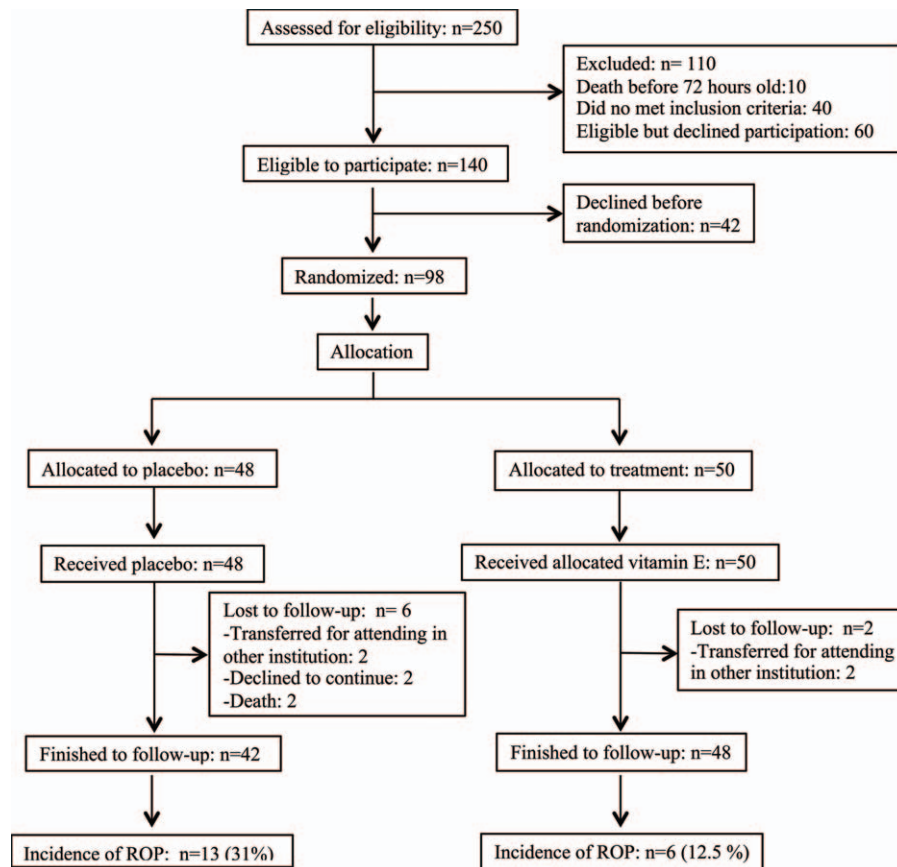 Assessed for eligibility: n=250
Excluded: n= 110
Death before 72 hours old:10
Did no met inclusion criteria: 40
Eligible but declined participation: 60
Eligible to participate: n=140
Declined before
randomization: n=42
Randomized: n=98
Allocation
Allocated to placebo: n=48
Allocated to treatment: n=50
Received placebo: n=48
Received allocated vitamin E: n=50
Lost to follow-up: n= 6
-Transferred for attending in
other institution: 2
-Declined to continue: 2
-Death: 2
Lost to follow-up: n=2
-Transferred for attending
in other institution: 2
Finished to follow-up: n=42
Finished to follow-up: n=48
Incidence of ROP: n=13 (31%)
Incidence of ROP: n=6 (12.5 %)